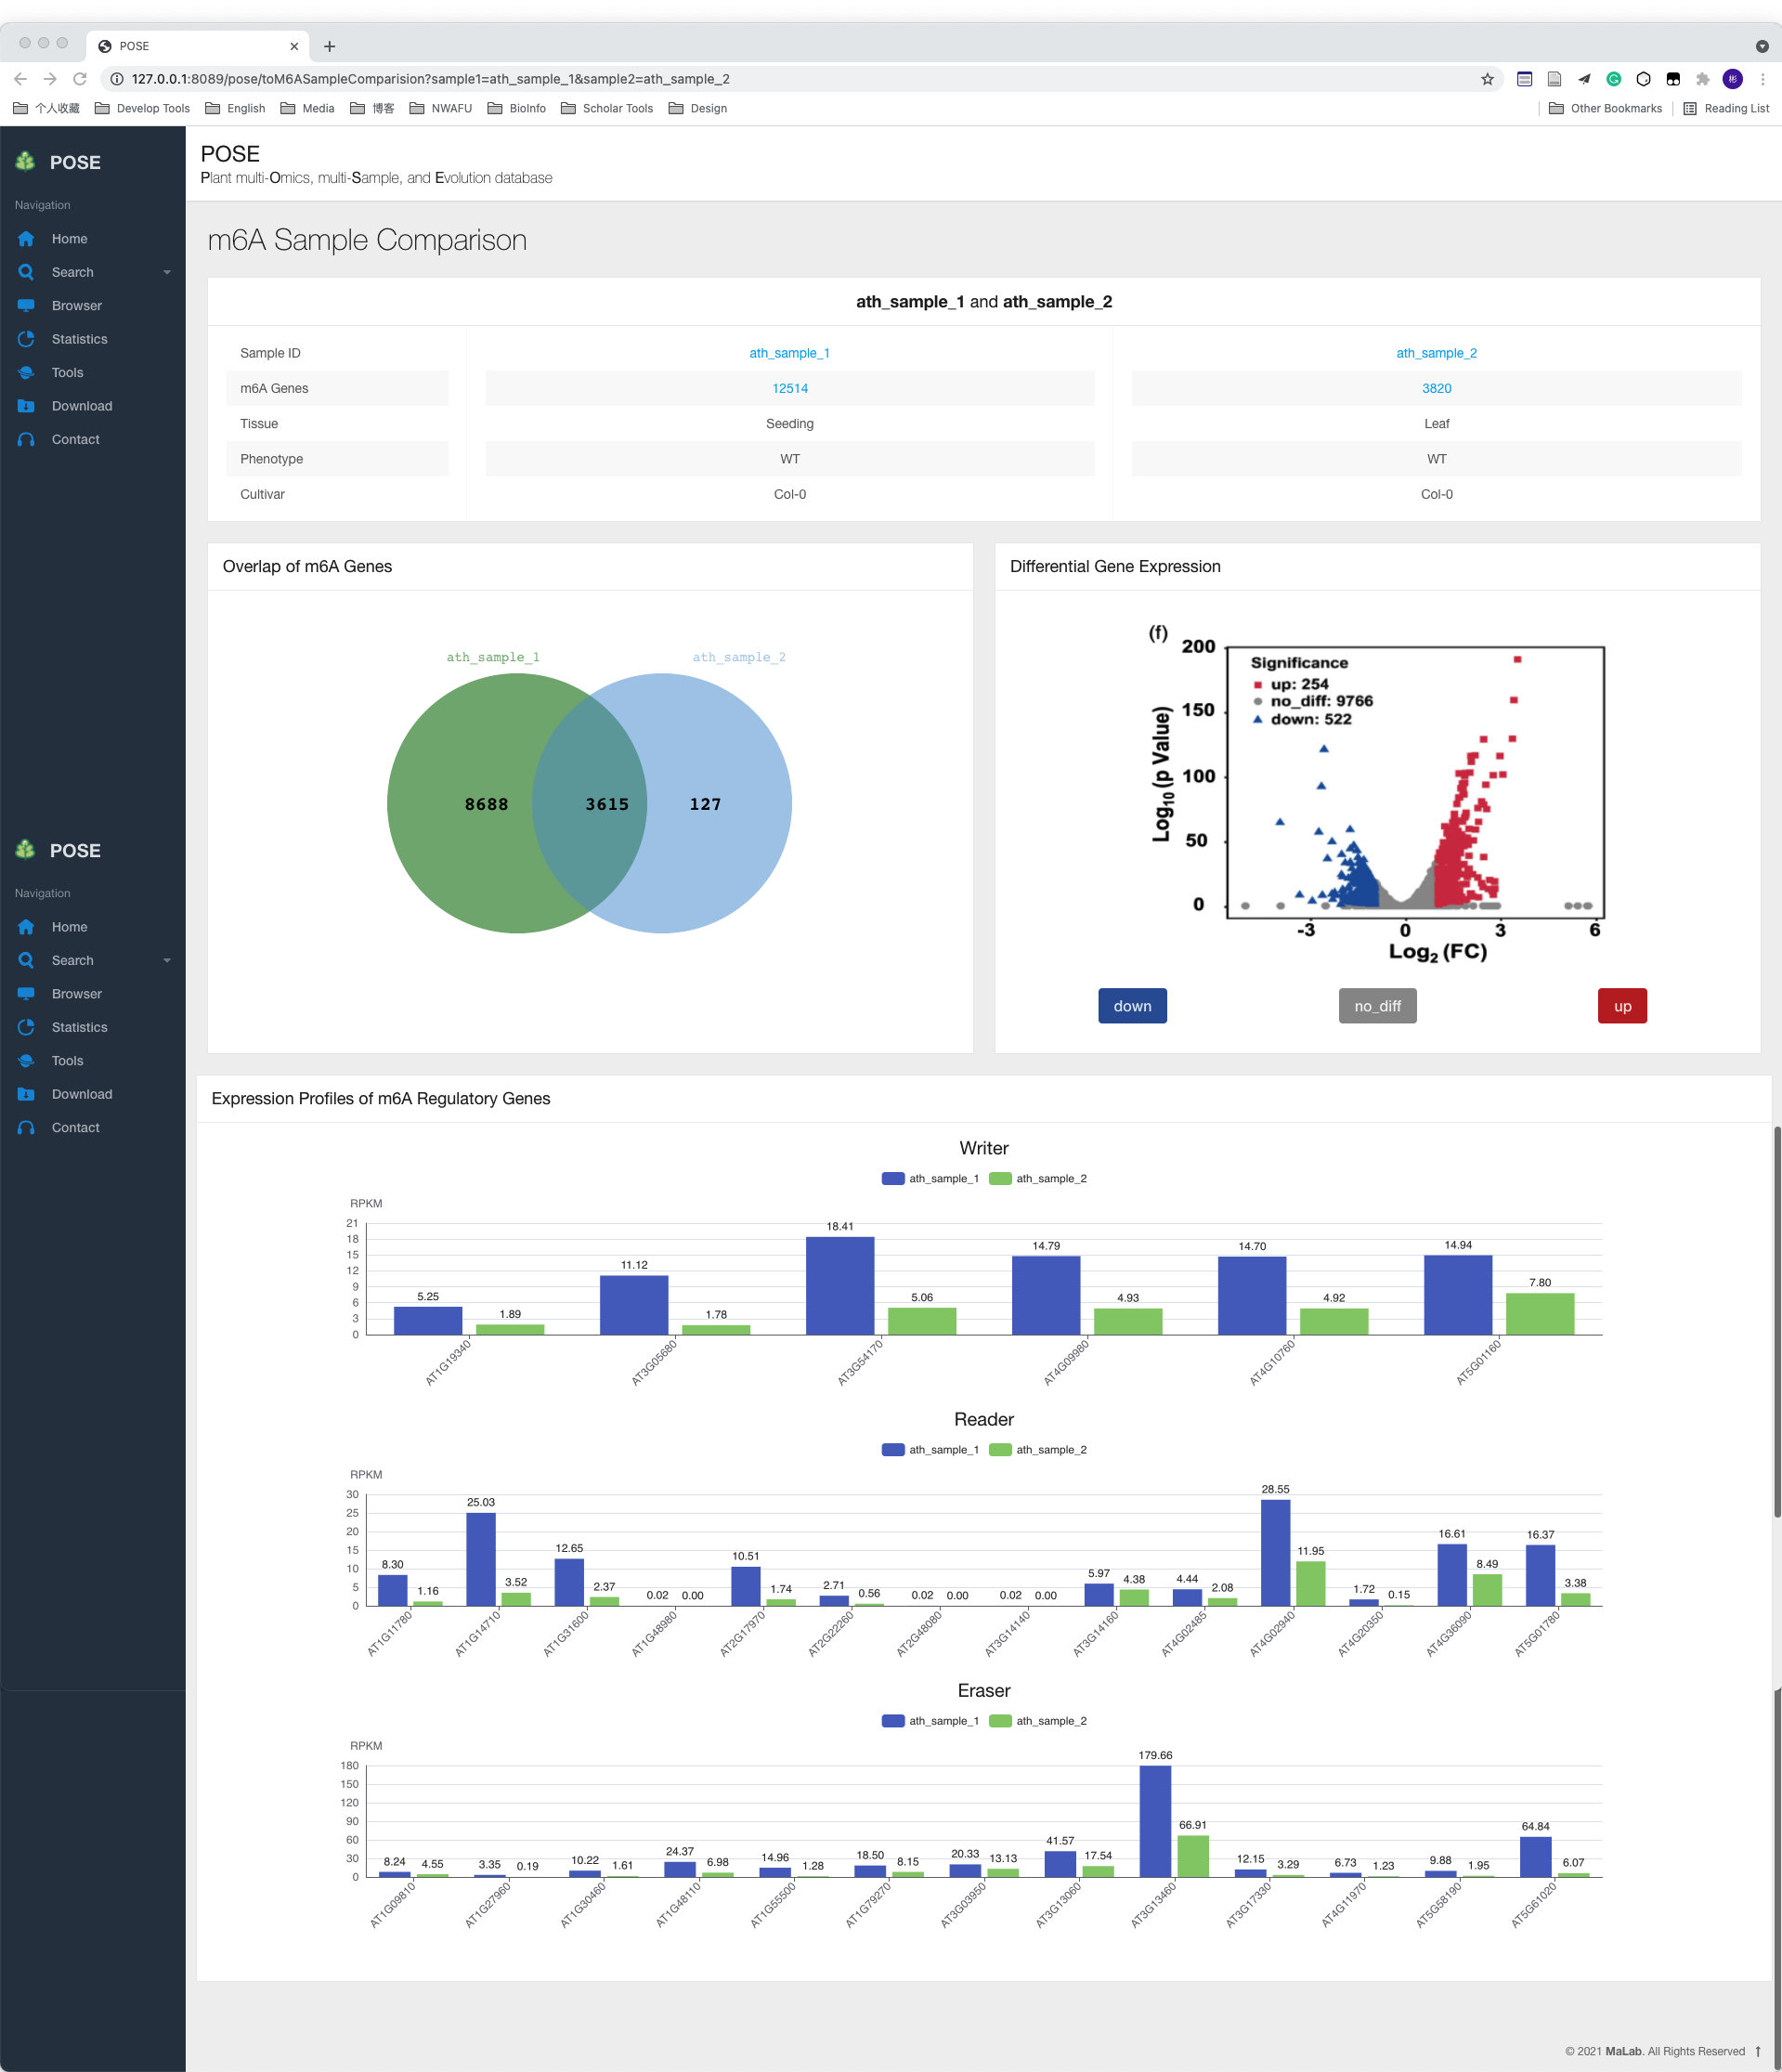 POSE
127.0.0.1:8089/pose/toM6ASampleComparision?sample1=ath_sample_1&sample2=ath_sample_2
彬
个人收藏 Develop Tools English Media 博客 NWAFU BioInfo Scholar Tools Design Other Bookmarks Reading List
POSE
Navigation
Home
Search
Browser
Statistics
Tools
Download
Contact
POSE
Navigation
Home
Search
Browser
Statistics
Tools
Download
Contact
POSE
Plant multi-Omics, multi-Sample, and Evolution database
m6A Sample Comparison
ath_sample_1 and ath_sample_2
Sample ID ath_sample_1 ath_sample_2
m6A Genes 12514 3820
Tissue Seeding Leaf
Phenotype WT WT
Cultivar Col-0 Col-0
Overlap of m6A Genes
ath_sample_1 ath_sample_2
8688 3615 127
Differential Gene Expression
(f)
Significance
up: 254
no_diff: 9766
down: 522
Log10 (p Value)
200
150
100
50
0
-3 0 3 6
Log2 (FC)
down no_diff up
Expression Profiles of m6A Regulatory Genes
Writer
ath_sample_1 ath_sample_2
RPKM
21
18
15
12
9
6
3
0
5.25 1.89 11.12 1.78 18.41 5.06 14.79 4.93 14.70 4.92 14.94 7.80
AT1G19340 AT3G05680 AT3G54170 AT4G09980 AT4G10760 AT5G01160
Reader
ath_sample_1 ath_sample_2
RPKM
30
25
20
15
10
5
0
8.30 1.16 25.03 3.52 12.65 2.37 0.02 0.00 10.51 1.74 2.71 0.56 0.02 0.00 0.02 0.00 5.97 4.38 4.44 2.08 28.55 11.95 1.72 0.15 16.61 8.49 16.37 3.38
AT1G11780 AT1G14710 AT1G31600 AT1G48980 AT2G17970 AT2G22260 AT2G48080 AT3G14140 AT3G14160 AT4G02485 AT4G02940 AT4G20350 AT4G36090 AT5G01780
Eraser
ath_sample_1 ath_sample_2
RPKM
180
150
120
90
60
30
0
8.24 4.55 3.35 0.19 10.22 1.61 24.37 6.98 14.96 1.28 18.50 8.15 20.33 13.13 41.57 17.54 179.66 66.91 12.15 3.29 6.73 1.23 9.88 1.95 64.84 6.07
AT1G09810 AT1G27960 AT1G30460 AT1G48110 AT1G55500 AT1G79270 AT3G03950 AT3G13060 AT3G13460 AT3G17330 AT4G11970 AT5G58190 AT5G61020
© 2021 MaLab. All Rights Reserved